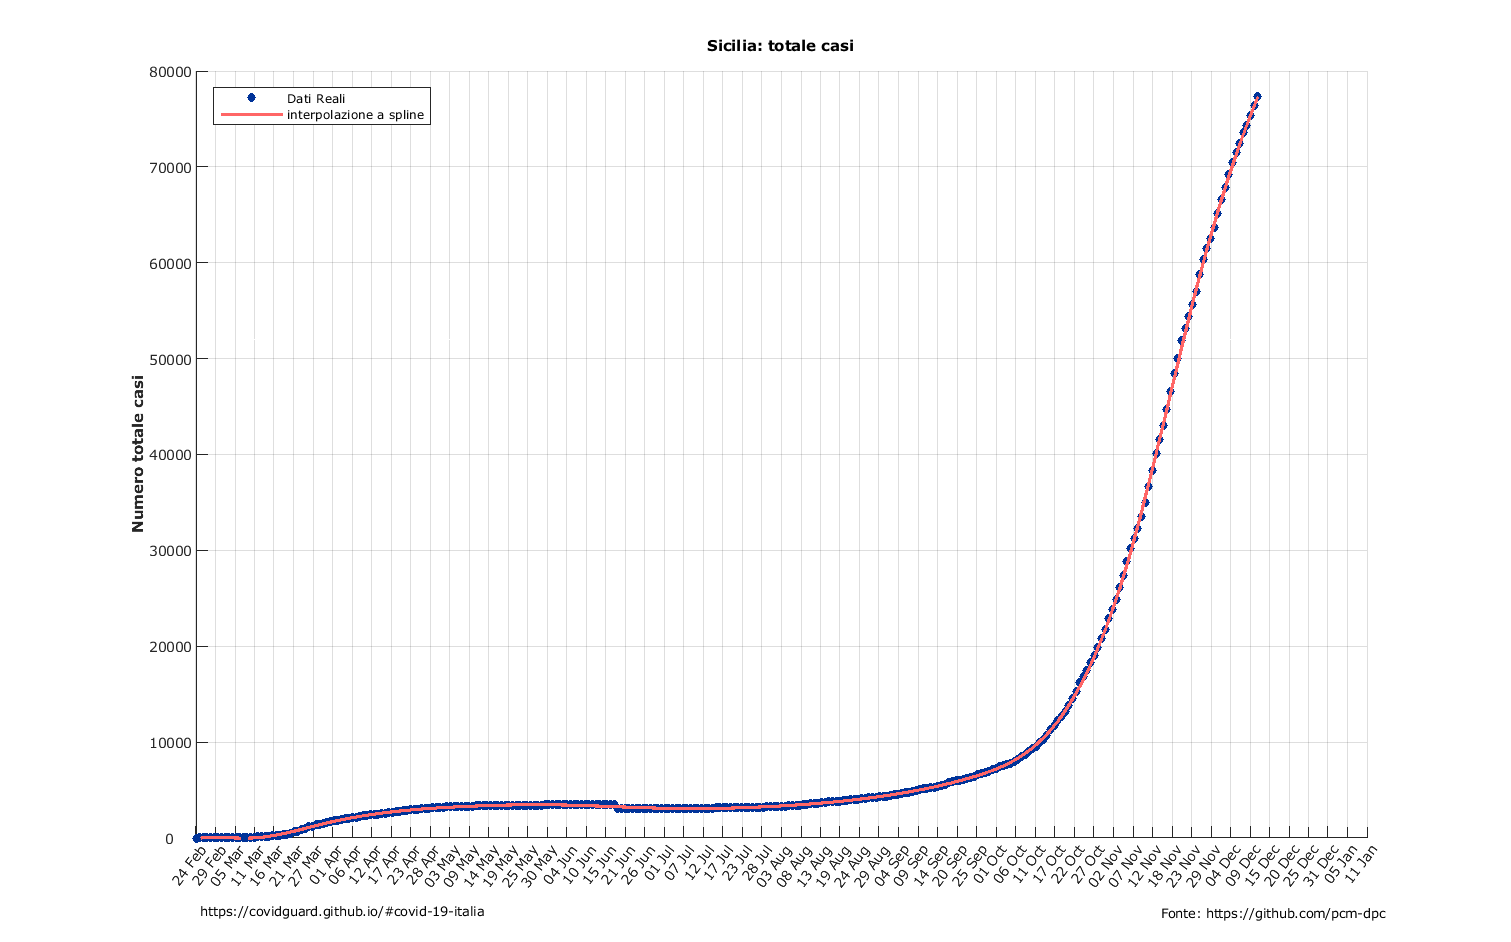 Sicilia: totale casi
80000
70000
60000
50000
40000
30000
20000
10000
0
Numero totale casi
Dati Reali
interpolazione a spline
24 Feb
29 Feb
05 Mar
11 Mar
16 Mar
21 Mar
27 Mar
01 Apr
06 Apr
12 Apr
17 Apr
23 Apr
28 Apr
03 May
09 May
14 May
19 May
25 May
30 May
04 Jun
10 Jun
15 Jun
21 Jun
26 Jun
01 Jul
07 Jul
12 Jul
17 Jul
23 Jul
28 Jul
03 Aug
08 Aug
13 Aug
19 Aug
24 Aug
29 Aug
04 Sep
09 Sep
14 Sep
20 Sep
25 Oct
01 Oct
06 Oct
11 Oct
17 Oct
22 Oct
27 Oct
02 Nov
07 Nov
12 Nov
18 Nov
23 Nov
29 Nov
04 Dec
09 Dec
15 Dec
20 Dec
25 Dec
31 Dec
05 Jan
11 Jan
https://covidguard.github.io/#covid-19-italia
Fonte: https://github.com/pcm-dpc